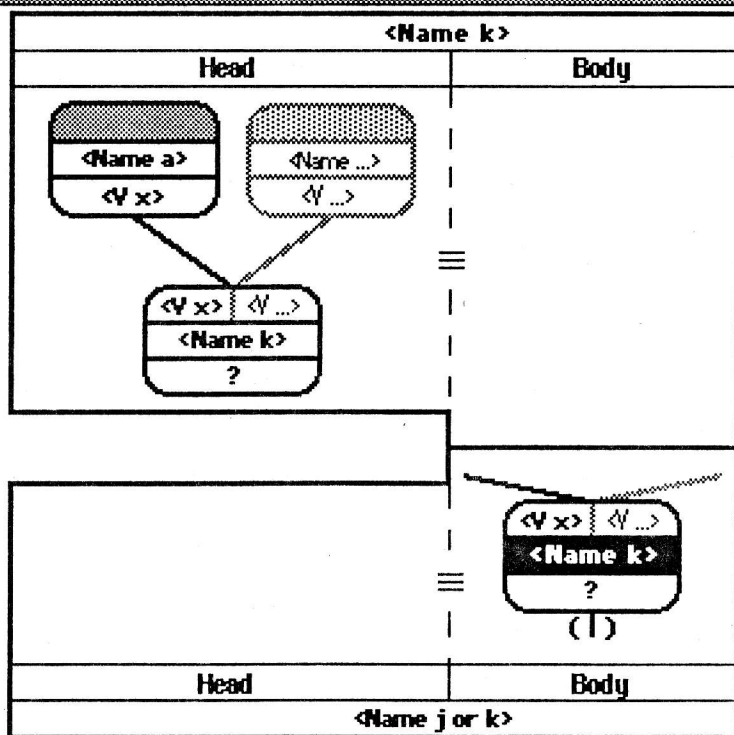 <Name k>
Head Body
<Name a> <Name ...>
<V x> <V ...>
≡
<V x> <V ...>
<Name k>
?
<V x> <V ...>
<Name k>
≡ ?
(|)
Head Body
<Name j or k>